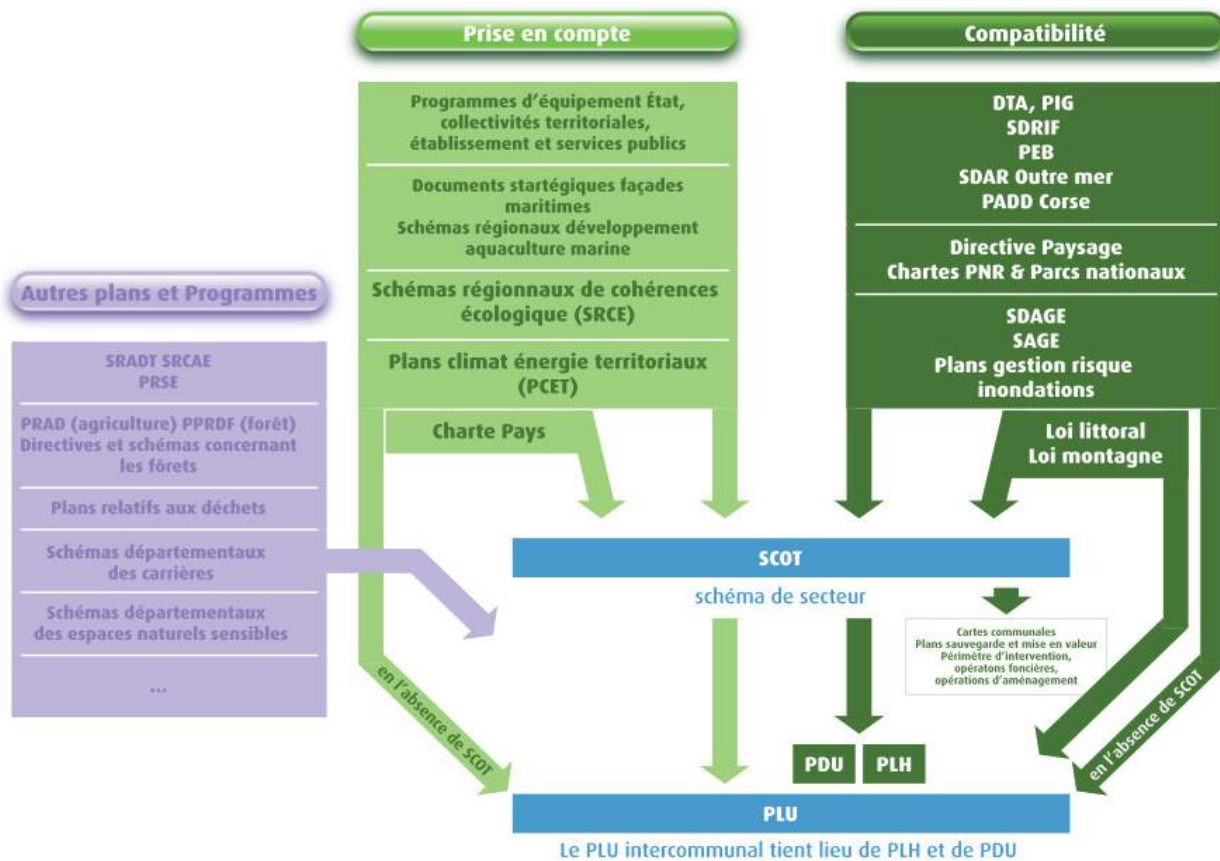 Prise en compte
Programmes d'équipement État,
collectivités territoriales,
établissement et services publics
Documents startégiques façades
maritimes
Schémas régionaux développement
aquaculture marine
Schémas régionnaux de cohérences
écologique (SRCE)
Plans climat énergie territoriaux
(PCET)
Charte Pays
Compatibilité
DTA, PIG
SDRIF
PEB
SDAR Outre mer
PADD Corse
Directive Paysage
Chartes PNR & Parcs nationaux
SDAGE
SAGE
Plans gestion risque
inondations
Loi littoral
Loi montagne
Autres plans et Programmes
SRADT SRCAE
PRSE
PRAD (agriculture) PPRDF (forêt)
Directives et schémas concernant
les fôrets
Plans relatifs aux déchets
Schémas départementaux
des carrières
Schémas départementaux
des espaces naturels sensibles
...
SCOT
schéma de secteur
Cartes communales
Plans sauvegarde et mise en valeur
Périmètre d'intervention,
opératons foncières,
opérations d'aménagement
en l'absence de SCOT
en l'absence de SCOT
PDU
PLH
PLU
Le PLU intercommunal tient lieu de PLH et de PDU